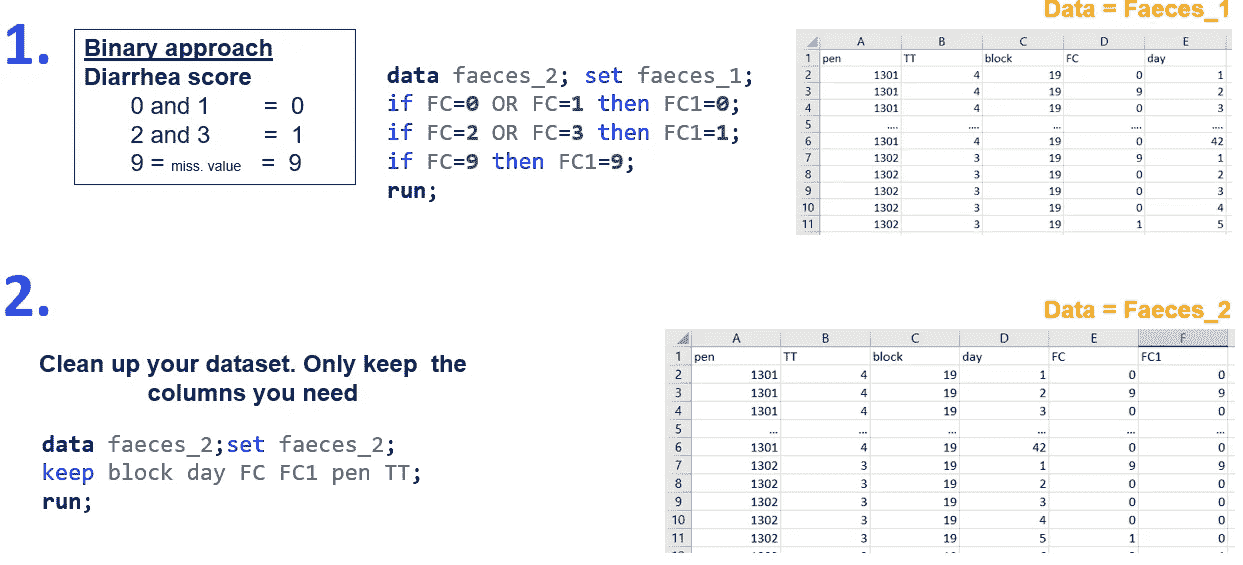 1.
Binary approach
Diarrhea score
0 and 1 = 0
2 and 3 = 1
9 = miss. value = 9
data faeces_2; set faeces_1;
if FC=0 OR FC=1 then FC1=0;
if FC=2 OR FC=3 then FC1=1;
if FC=9 then FC1=9;
run;
Data = Faeces_1
A B C D E
1 pen TT block FC day
2 1301 4 19 0 1
3 1301 4 19 9 2
4 1301 4 19 0 3
5 .... .... ... .... ....
6 1301 4 19 0 42
7 1302 3 19 9 1
8 1302 3 19 0 2
9 1302 3 19 0 3
10 1302 3 19 0 4
11 1302 3 19 1 5
2.
Clean up your dataset. Only keep the
columns you need
data faeces_2;set faeces_2;
keep block day FC FC1 pen TT;
run;
Data = Faeces_2
A B C D E F
1 pen TT block day FC FC1
2 1301 4 19 1 0 0
3 1301 4 19 2 9 9
4 1301 4 19 3 0 0
5 ... ... ... ... ... ...
6 1301 4 19 42 0 0
7 1302 3 19 1 9 9
8 1302 3 19 2 0 0
9 1302 3 19 3 0 0
10 1302 3 19 4 0 0
11 1302 3 19 5 1 0